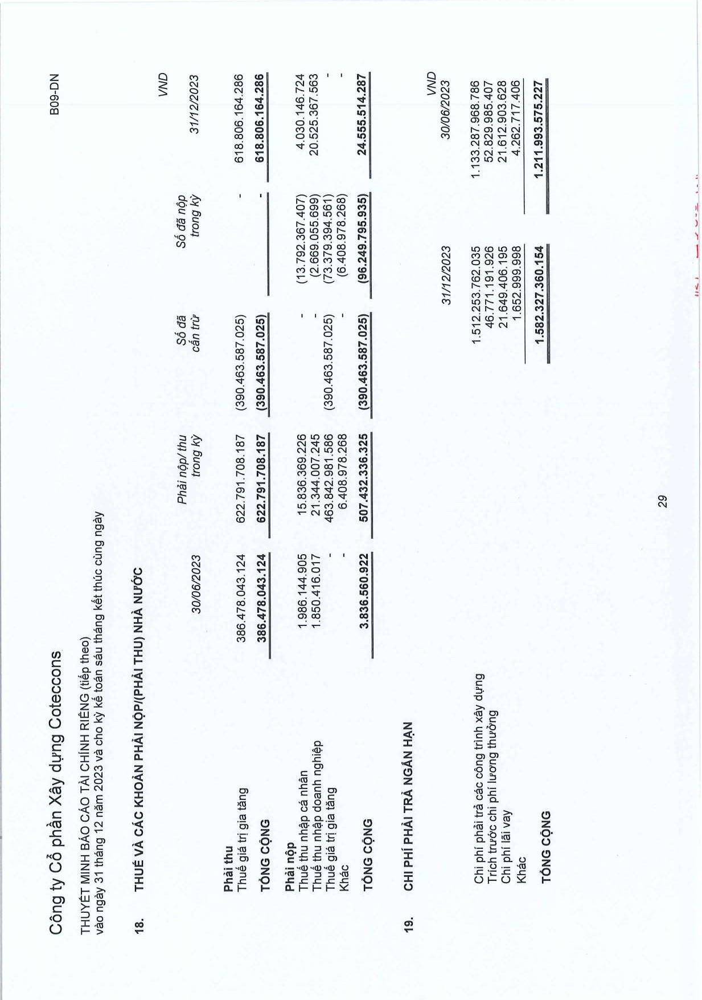 Công ty Cổ phần Xây dựng Coteccons B09-DN
THUYẾT MINH BÁO CÁO TÀI CHÍNH RIÊNG (tiếp theo)
vào ngày 31 tháng 12 năm 2023 và cho kỳ kế toán sáu tháng kết thúc cùng ngày
18. THUẾ VÀ CÁC KHOẢN PHẢI NỘP/(PHẢI THU) NHÀ NƯỚC
VND
Phải nộp/ thu Số đã Số đã nộp
30/06/2023 trong kỳ cấn trừ trong kỳ 31/12/2023
Phải thu
Thuế giá trị gia tăng 386.478.043.124 622.791.708.187 (390.463.587.025) - 618.806.164.286
TỔNG CỘNG 386.478.043.124 622.791.708.187 (390.463.587.025) - 618.806.164.286
Phải nộp
Thuế thu nhập cá nhân 1.986.144.905 15.836.369.226 - (13.792.367.407) 4.030.146.724
Thuế thu nhập doanh nghiệp 1.850.416.017 21.344.007.245 - (2.669.055.699) 20.525.367.563
Thuế giá trị gia tăng - 463.842.981.586 (390.463.587.025) (73.379.394.561) -
Khác - 6.408.978.268 - (6.408.978.268) -
TỔNG CỘNG 3.836.560.922 507.432.336.325 (390.463.587.025) (96.249.795.935) 24.555.514.287
19. CHI PHÍ PHẢI TRẢ NGẮN HẠN
VND
31/12/2023 30/06/2023
Chi phí phải trả các công trình xây dựng 1.512.253.762.035 1.133.287.968.786
Trích trước chi phí lương thưởng 46.771.191.926 52.829.985.407
Chi phí lãi vay 21.649.406.195 21.612.903.628
Khác 1.652.999.998 4.262.717.406
TỔNG CỘNG 1.582.327.360.154 1.211.993.575.227
29